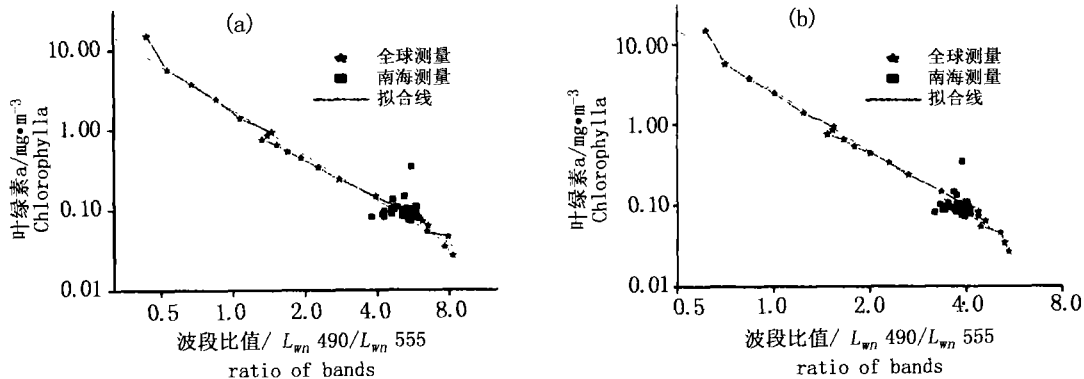 (a)
10.00
1.00
0.10
0.01
叶绿素a/mg•m⁻³
Chlorophylla
全球测量
南海测量
拟合线
0.5 1.0 2.0 4.0 8.0
波段比值/ Lwn 490/Lwn 555
ratio of bands
(b)
10.00
1.00
0.10
0.00
叶绿素a/mg•m⁻³
Chlorophylla
全球测量
南海测量
拟合线
0.5 1.0 2.0 4.0 8.0
波段比值/ Lwn 490/Lwn 555
ratio of bands